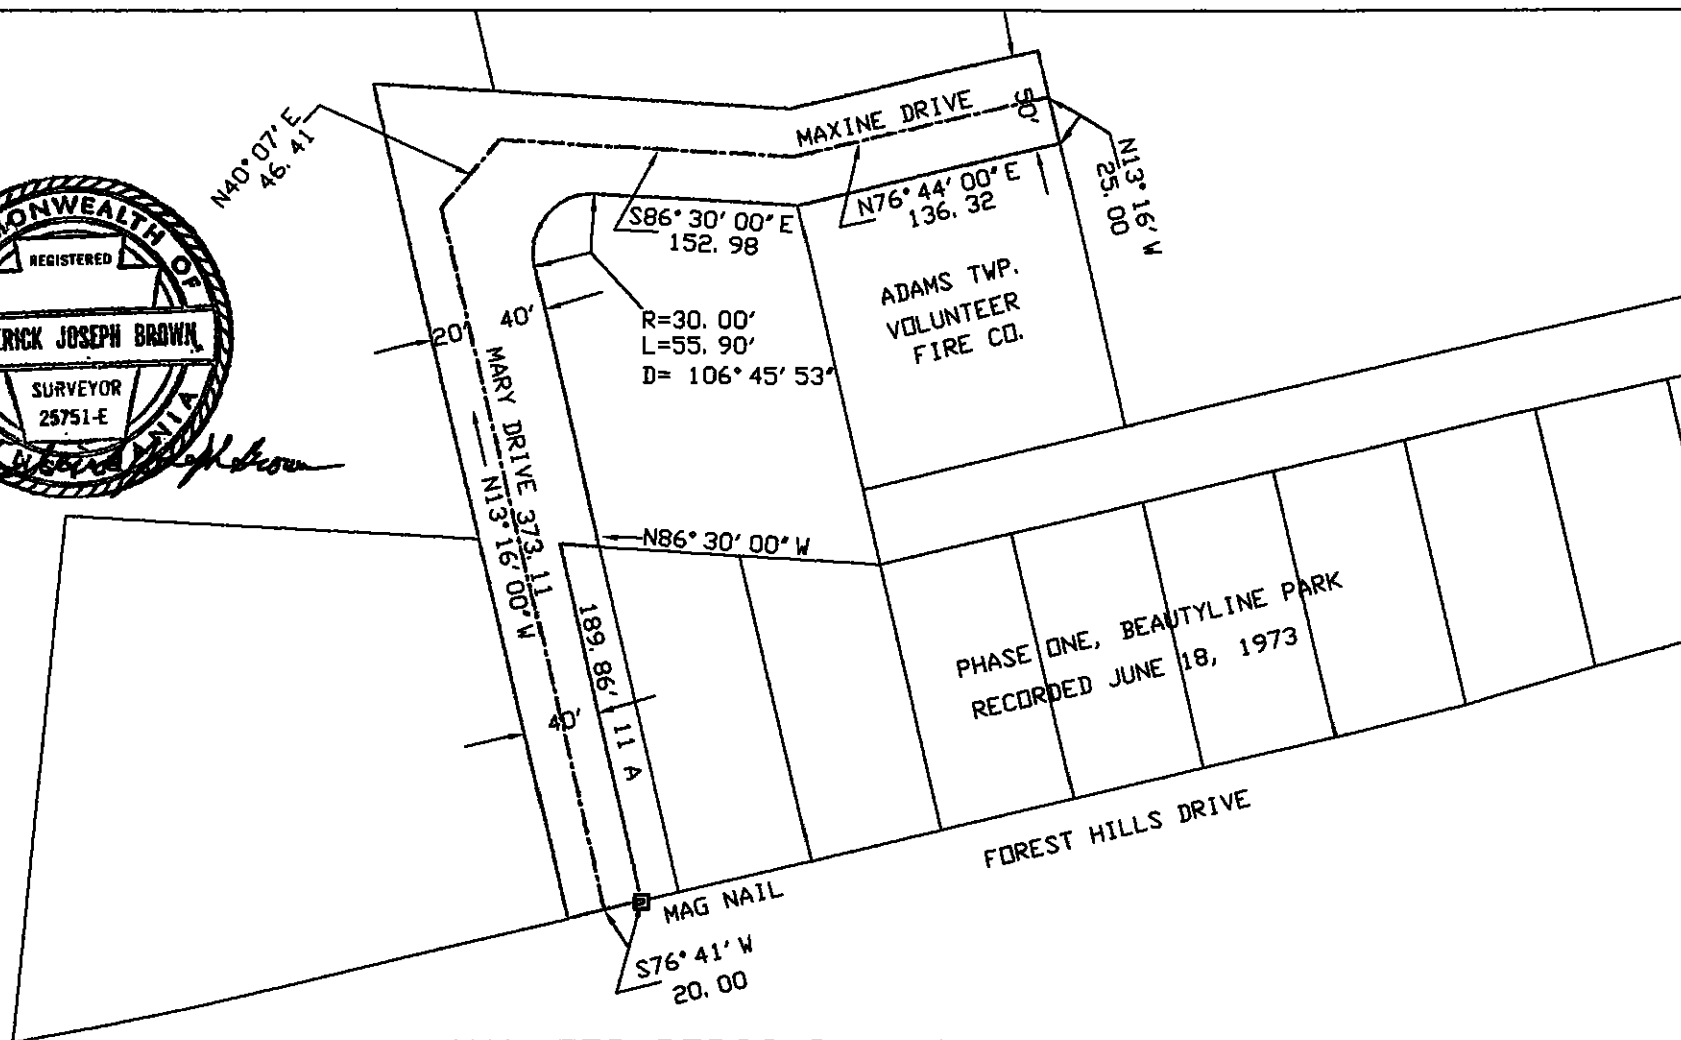 MAXINE DRIVE
50'
N40°07' E
46.41
N13°16' W
25.00
N76°44'00" E
136.32
S86°30'00" E
152.98
REGISTERED
JOSEPH BROWN
SURVEYOR
25751-E
ADAMS TWP.
VOLUNTEER
FIRE CO.
R=30.00'
L=55.90'
D= 106°45'53"
20'
40'
MARY DRIVE 373.11
N13°16'00" W
N86°30'00" W
189.86'
11 A
40'
PHASE ONE, BEAUTYLINE PARK
RECORDED JUNE 18, 1973
FOREST HILLS DRIVE
MAG NAIL
S76°41' W
20.00